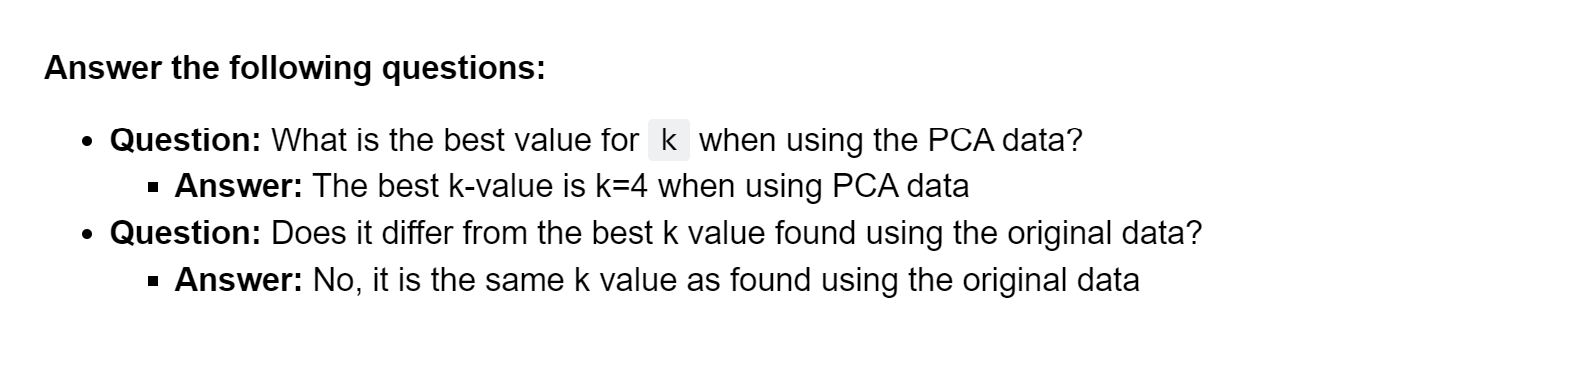 Answer the following questions:
• Question: What is the best value for k when using the PCA data?
▪ Answer: The best k-value is k=4 when using PCA data
• Question: Does it differ from the best k value found using the original data?
▪ Answer: No, it is the same k value as found using the original data